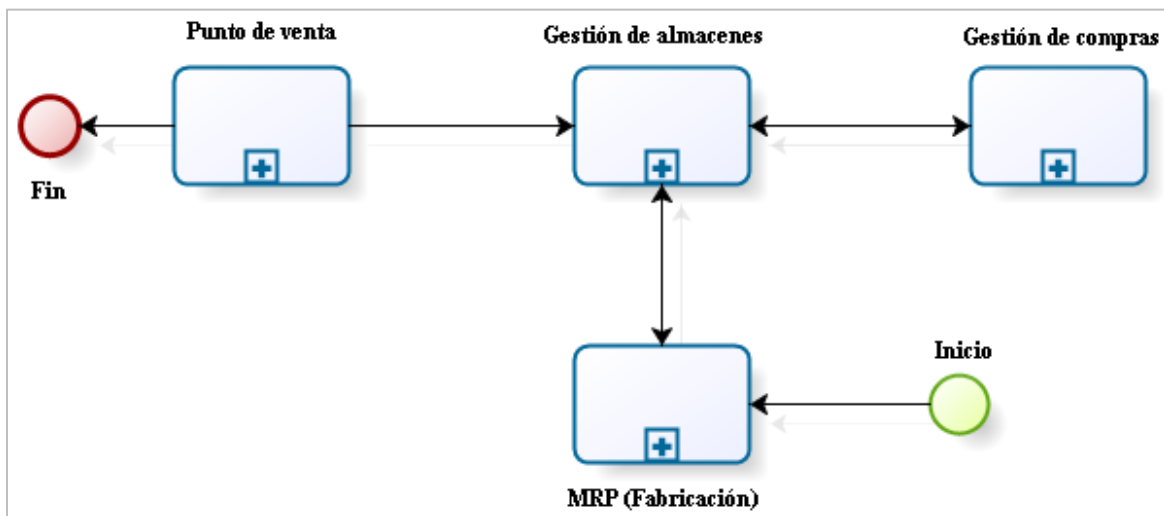 Punto de venta
Gestión de almacenes
Gestión de compras
Fin
Inicio
MRP (Fabricación)